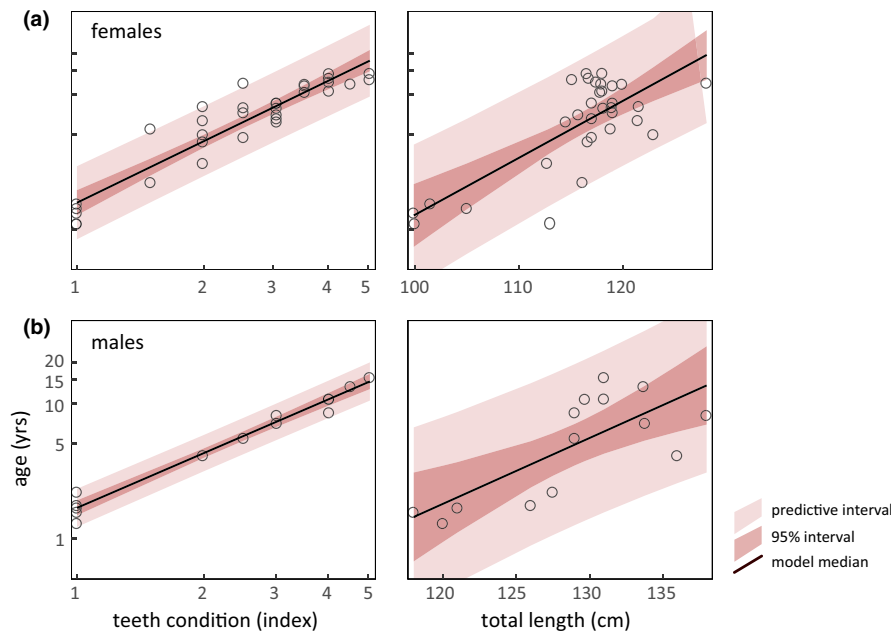 (a)
females
1 2 3 4 5
100 110 120
(b)
males
20
15
10
5
1
age (yrs)
1 2 3 4 5
teeth condition (index)
120 125 130 135
total length (cm)
predictive interval
95% interval
model median